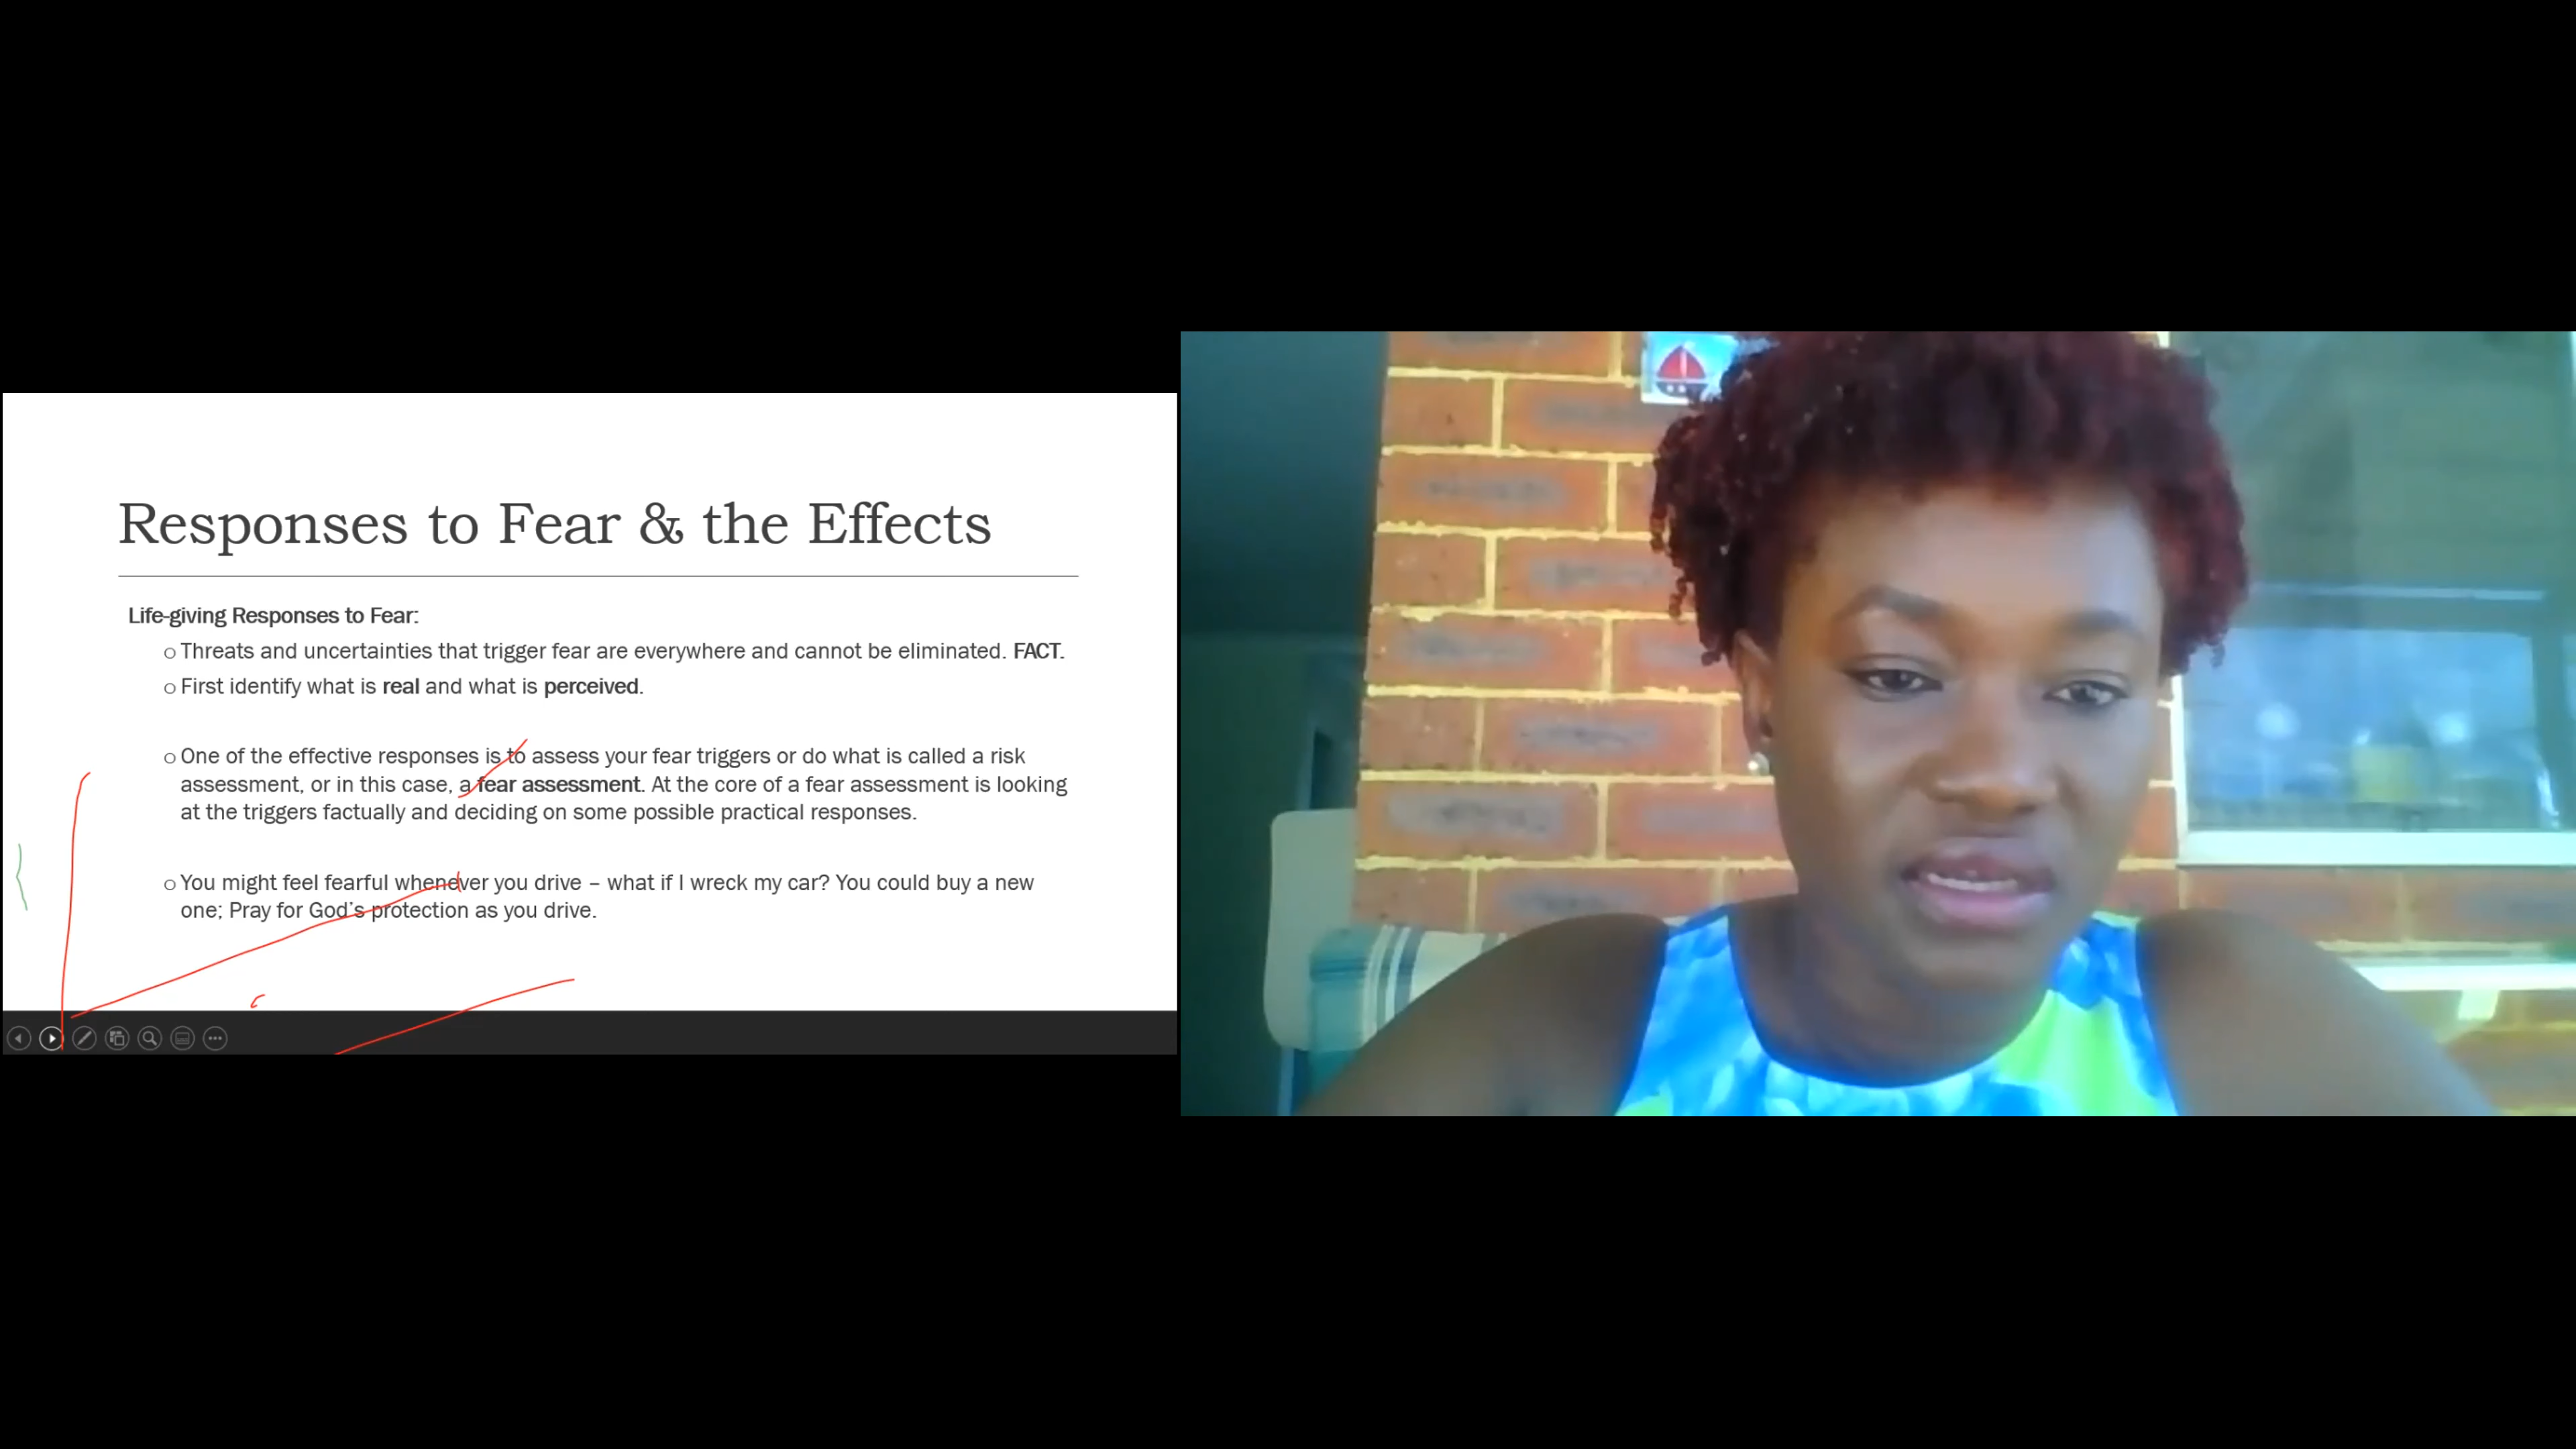 Responses to Fear & the Effects
Life-giving Responses to Fear:
o Threats and uncertainties that trigger fear are everywhere and cannot be eliminated. FACT.
o First identify what is real and what is perceived.
o One of the effective responses is to assess your fear triggers or do what is called a risk
assessment, or in this case, a fear assessment. At the core of a fear assessment is looking
at the triggers factually and deciding on some possible practical responses.
o You might feel fearful whenever you drive – what if I wreck my car? You could buy a new
one; Pray for God's protection as you drive.